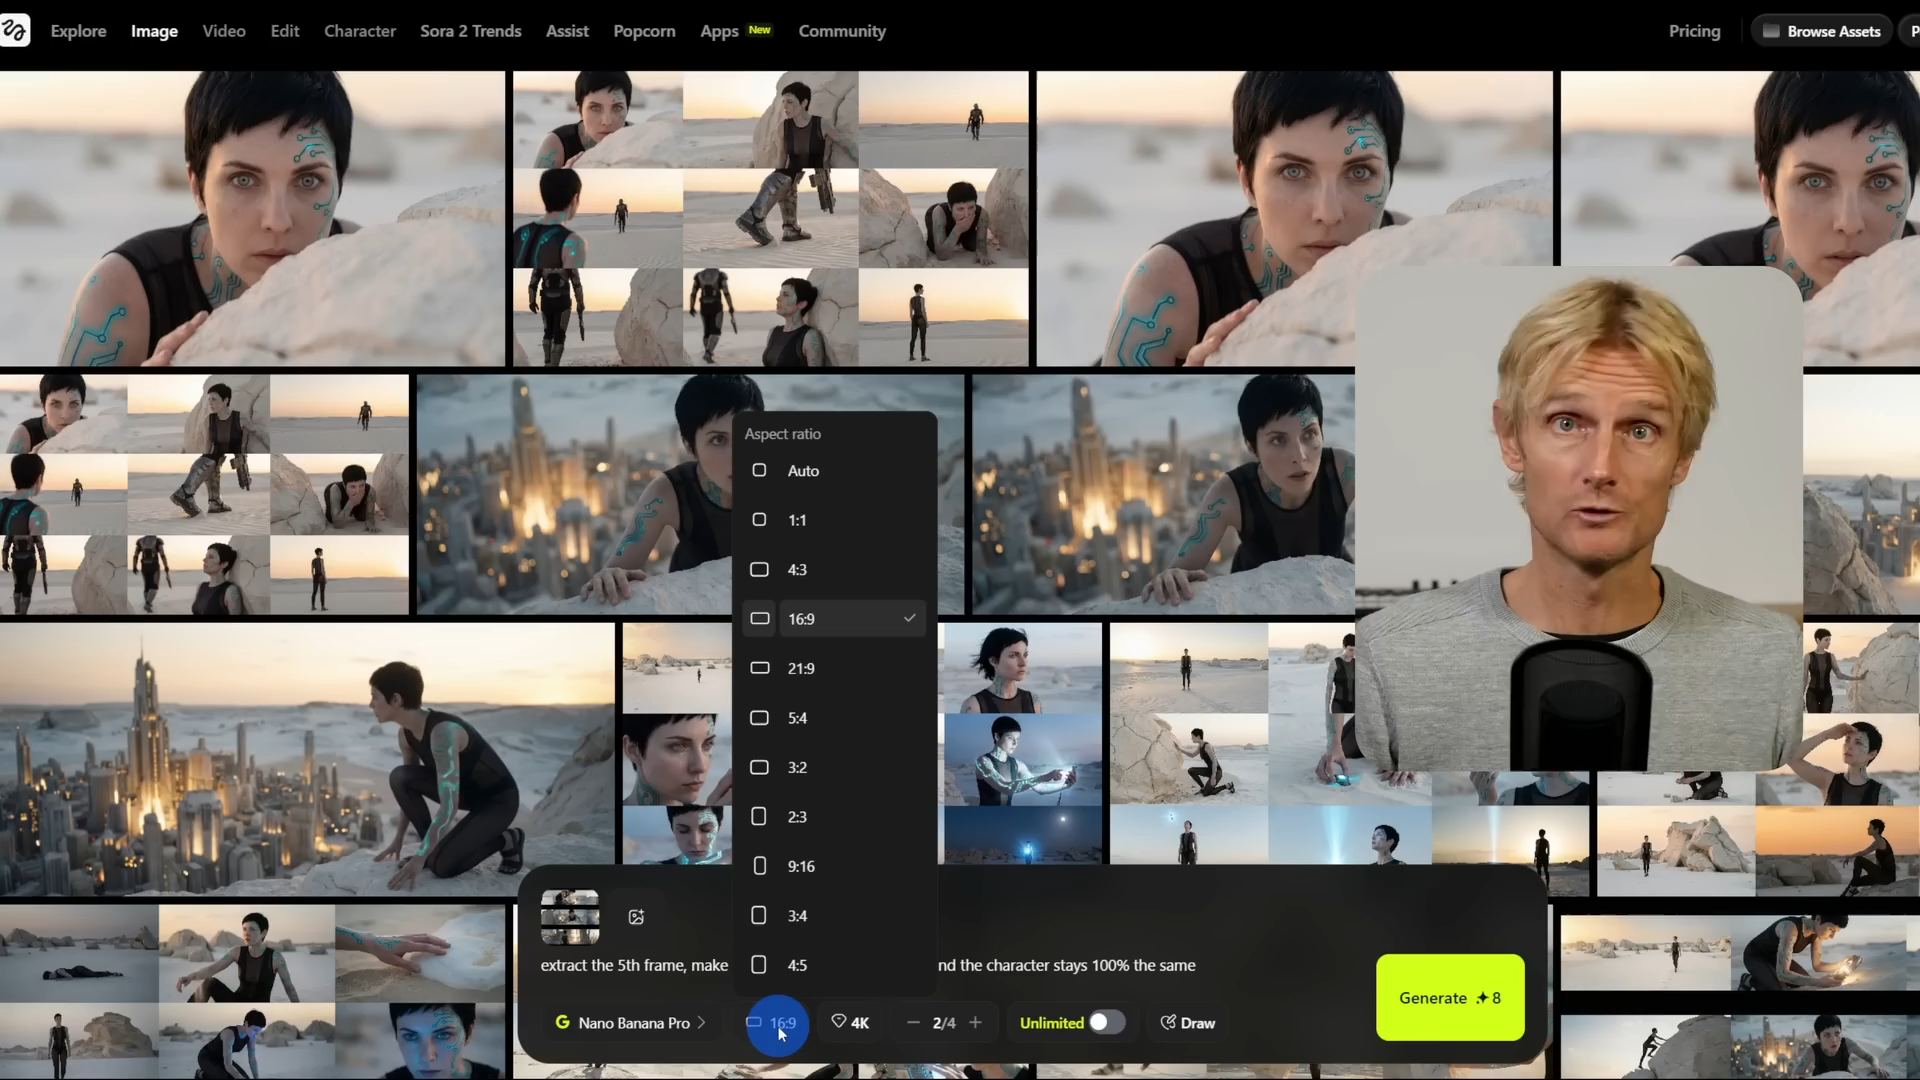 Explore Image Video Edit Character Sora 2 Trends Assist Popcorn Apps New Community Pricing Browse Assets
Aspect ratio
Auto
1:1
4:3
16:9
21:9
5:4
3:2
2:3
9:16
3:4
4:5
extract the 5th frame, make
nd the character stays 100% the same
Nano Banana Pro
16:9
4K
2/4
Unlimited
Draw
Generate 8